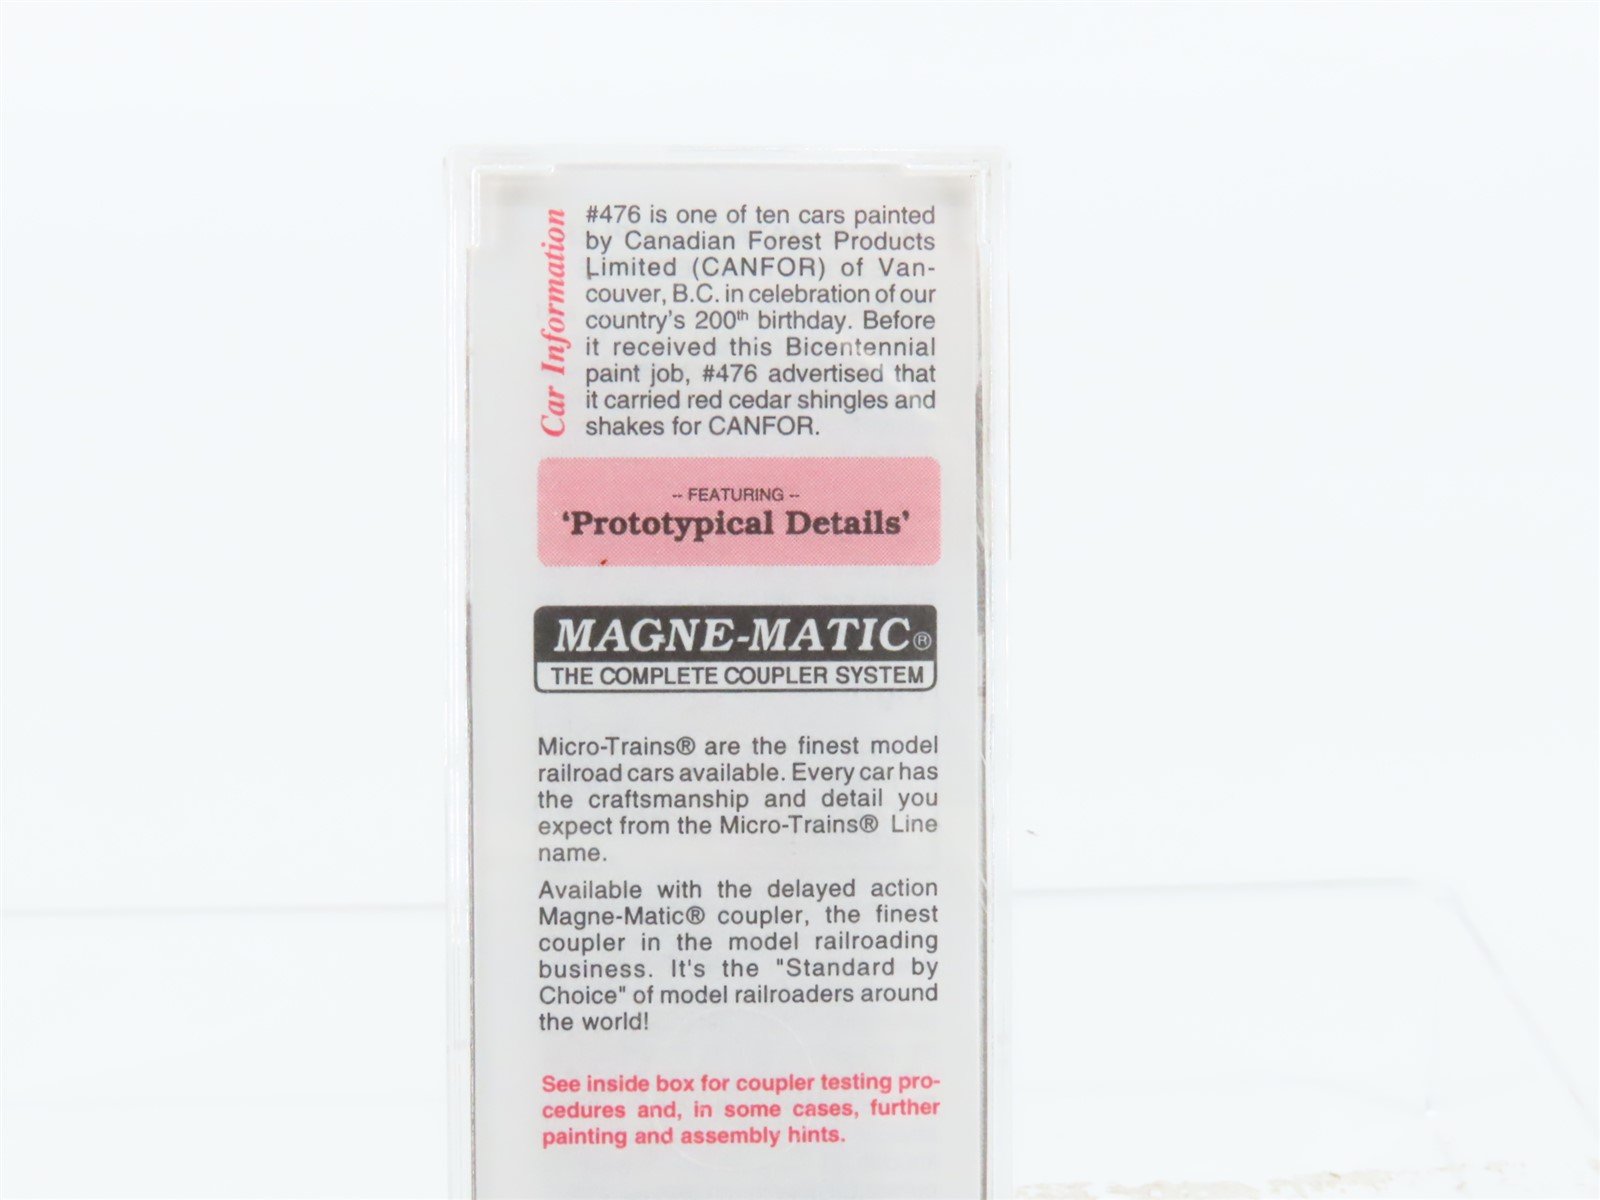 Car Information
#476 is one of ten cars painted
by Canadian Forest Products
Limited (CANFOR) of Van-
couver, B.C. in celebration of our
country's 200th birthday. Before
it received this Bicentennial
paint job, #476 advertised that
it carried red cedar shingles and
shakes for CANFOR.
-- FEATURING --
‘Prototypical Details’
MAGNE-MATIC®
THE COMPLETE COUPLER SYSTEM
Micro-Trains® are the finest model
railroad cars available. Every car has
the craftsmanship and detail you
expect from the Micro-Trains® Line
name.
Available with the delayed action
Magne-Matic® coupler, the finest
coupler in the model railroading
business. It's the "Standard by
Choice" of model railroaders around
the world!
See inside box for coupler testing pro-
cedures and, in some cases, further
painting and assembly hints.